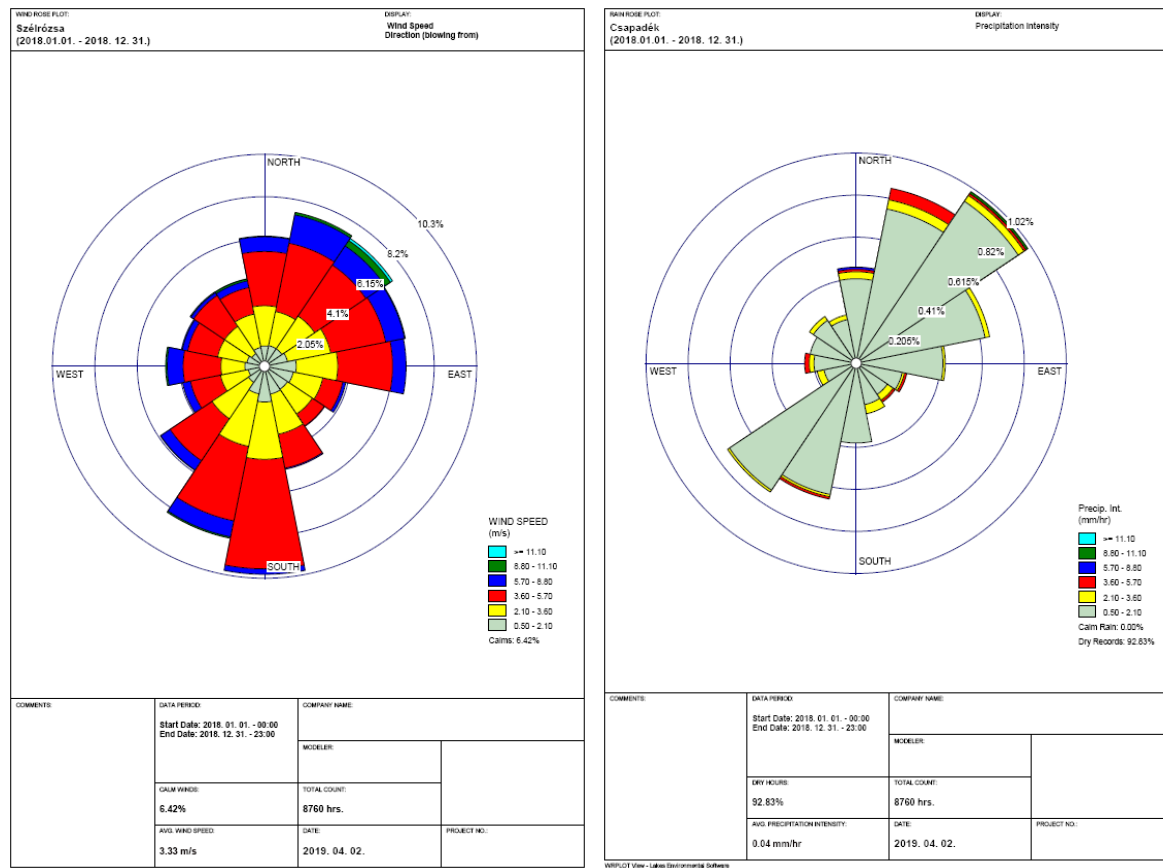 WIND ROSE PLOT:
Szélrózsa
(2018.01.01. - 2018. 12. 31.)
DISPLAY:
Wind Speed
Direction (blowing from)
NORTH
10.3%
8.2%
6.15%
4.1%
2.05%
WEST
EAST
SOUTH
WIND SPEED
(m/s)
>= 11.10
8.80 - 11.10
5.70 - 8.80
3.60 - 5.70
2.10 - 3.60
0.50 - 2.10
Calms: 6.42%
COMMENTS:
DATA PERIOD:
Start Date: 2018. 01. 01. - 00:00
End Date: 2018. 12. 31. - 23:00
COMPANY NAME:
MODELER:
CALM WINDS:
6.42%
TOTAL COUNT:
8760 hrs.
AVG. WIND SPEED:
3.33 m/s
DATE:
2019. 04. 02.
PROJECT NO.:
RAIN ROSE PLOT:
Csapadék
(2018.01.01. - 2018. 12. 31.)
DISPLAY:
Precipitation Intensity
NORTH
1.02%
0.82%
0.615%
0.41%
0.205%
WEST
EAST
SOUTH
Precip. Int.
(mm/hr)
>= 11.10
8.80 - 11.10
5.70 - 8.80
3.60 - 5.70
2.10 - 3.60
0.50 - 2.10
Calm Rain: 0.00%
Dry Records: 92.83%
COMMENTS:
DATA PERIOD:
Start Date: 2018. 01. 01. - 00:00
End Date: 2018. 12. 31. - 23:00
COMPANY NAME:
MODELER:
DRY HOURS:
92.83%
TOTAL COUNT:
8760 hrs.
AVG. PRECIPITATION INTENSITY:
0.04 mm/hr
DATE:
2019. 04. 02.
PROJECT NO.:
WRPLOT View - Lakes Environmental Software